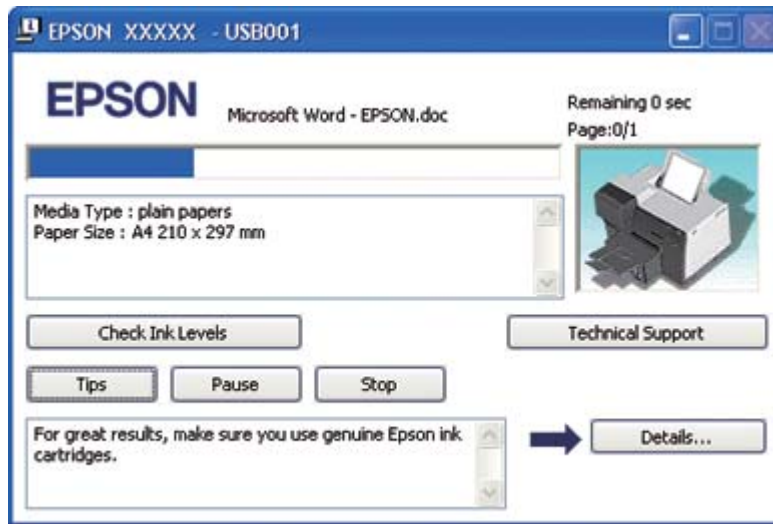 EPSON XXXXX - USB001
EPSON
Microsoft Word - EPSON.doc
Remaining 0 sec
Page:0/1
Media Type : plain papers
Paper Size : A4 210 x 297 mm
Check Ink Levels
Technical Support
Tips
Pause
Stop
For great results, make sure you use genuine Epson ink
cartridges.
Details...